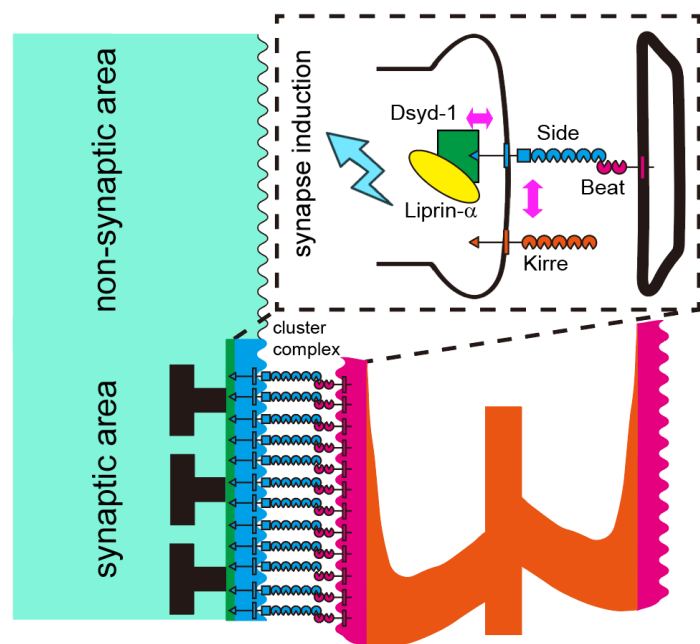 non-synaptic area
synaptic area
synapse induction
Dsyd-1
Side
Beat
Liprin-α
Kirre
cluster
complex